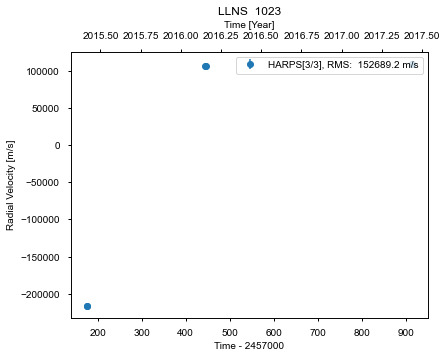 LLNS  1023
Time [Year]
2015.50 2015.75 2016.00 2016.25 2016.50 2016.75 2017.00 2017.25 2017.50
HARPS[3/3], RMS:  152689.2 m/s
100000
50000
0
−50000
−100000
−150000
−200000
Radial Velocity [m/s]
200 300 400 500 600 700 800 900
Time - 2457000